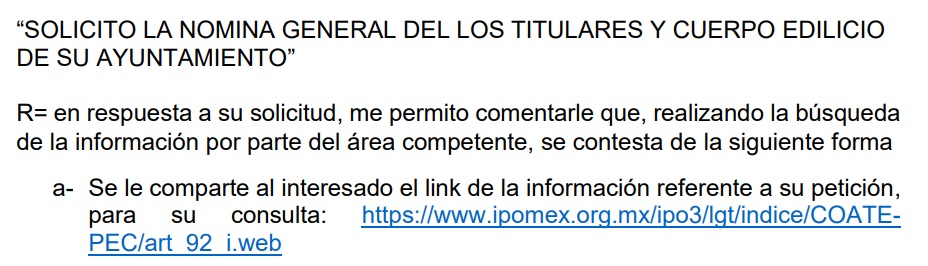 “SOLICITO LA NOMINA GENERAL DEL LOS TITULARES Y CUERPO EDILICIO
DE SU AYUNTAMIENTO”
R= en respuesta a su solicitud, me permito comentarle que, realizando la búsqueda
de la información por parte del área competente, se contesta de la siguiente forma
a- Se le comparte al interesado el link de la información referente a su petición,
para su consulta: https://www.ipomex.org.mx/ipo3/lgt/indice/COATE-
PEC/art_92_i.web